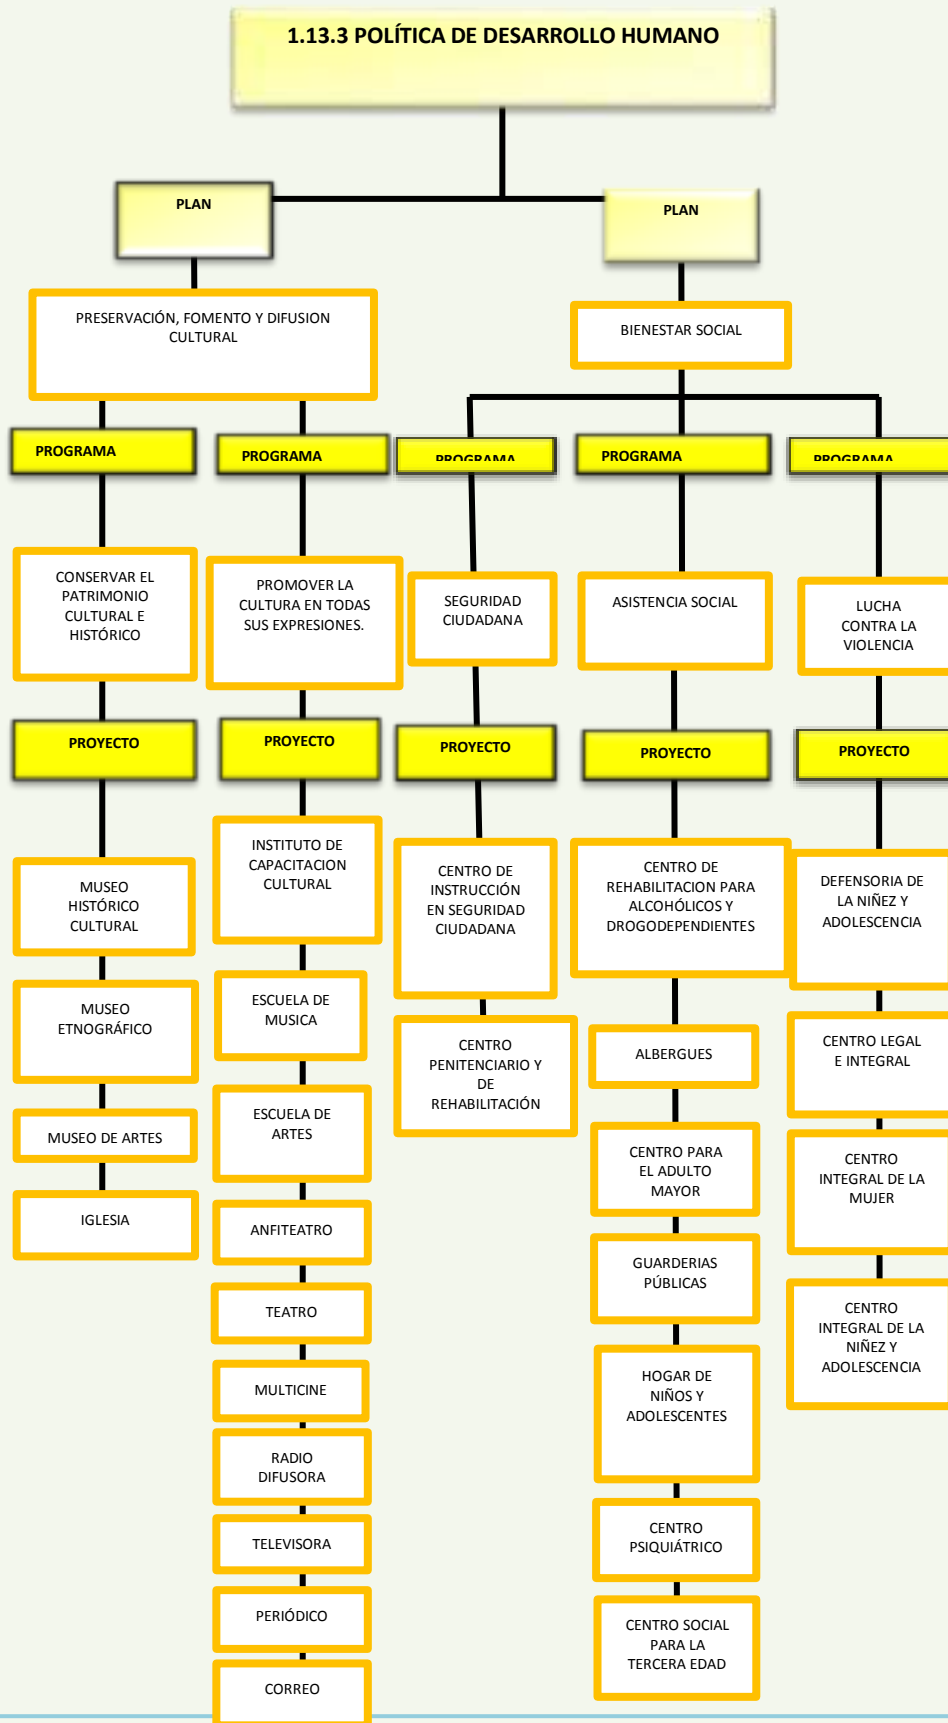 1.13.3 POLÍTICA DE DESARROLLO HUMANO
PLAN
PLAN
PRESERVACIÓN, FOMENTO Y DIFUSION
CULTURAL
BIENESTAR SOCIAL
PROGRAMA
PROGRAMA
PROGRAMA
PROGRAMA
PROGRAMA
CONSERVAR EL
PATRIMONIO
CULTURAL E
HISTÓRICO
PROMOVER LA
CULTURA EN TODAS
SUS EXPRESIONES.
SEGURIDAD
CIUDADANA
ASISTENCIA SOCIAL
LUCHA
CONTRA LA
VIOLENCIA
PROYECTO
PROYECTO
PROYECTO
PROYECTO
PROYECTO
MUSEO
HISTÓRICO
CULTURAL
MUSEO
ETNOGRÁFICO
MUSEO DE ARTES
IGLESIA
INSTITUTO DE
CAPACITACION
CULTURAL
ESCUELA DE
MUSICA
ESCUELA DE
ARTES
ANFITEATRO
TEATRO
MULTICINE
RADIO
DIFUSORA
TELEVISORA
PERIÓDICO
CORREO
CENTRO DE
INSTRUCCIÓN
EN SEGURIDAD
CIUDADANA
CENTRO
PENITENCIARIO Y
DE
REHABILITACIÓN
CENTRO DE
REHABILITACION PARA
ALCOHÓLICOS Y
DROGODEPENDIENTES
ALBERGUES
CENTRO PARA
EL ADULTO
MAYOR
GUARDERIAS
PÚBLICAS
HOGAR DE
NIÑOS Y
ADOLESCENTES
CENTRO
PSIQUIÁTRICO
CENTRO SOCIAL
PARA LA
TERCERA EDAD
DEFENSORIA DE
LA NIÑEZ Y
ADOLESCENCIA
CENTRO LEGAL
E INTEGRAL
CENTRO
INTEGRAL DE LA
MUJER
CENTRO
INTEGRAL DE LA
NIÑEZ Y
ADOLESCENCIA